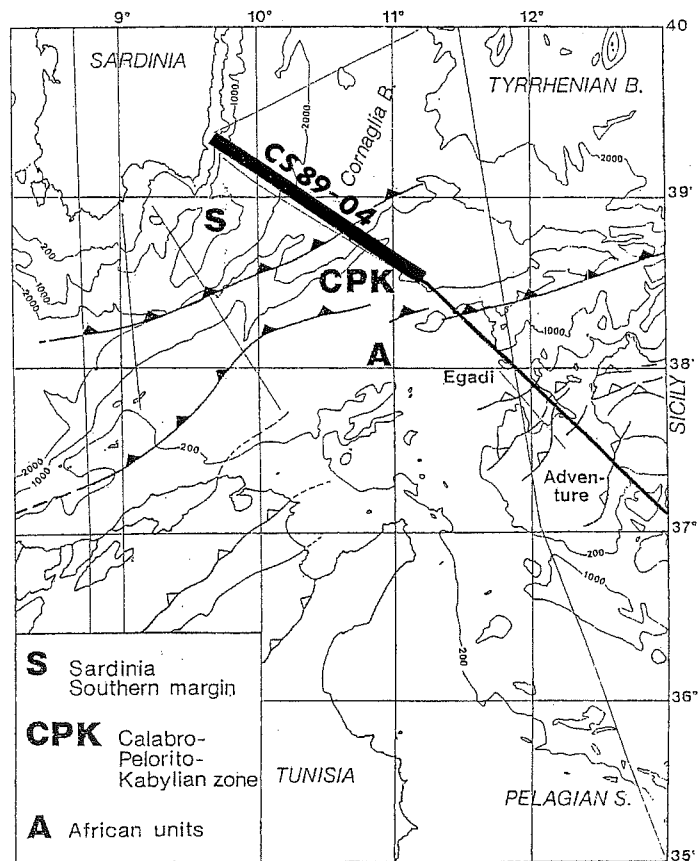 9° 10° 11° 12° 40
SARDINIA
TYRRHENIAN B.
1000
2000
Cornaglia B.
CS89-04
2000
39'
S
200
1000
2000
CPK
1000
A
38'
Egadi
SICILY
200
2000
1000
Adven-
ture
37°
200
1000
S Sardinia
Southern margin
200
36°
CPK Calabro-
Pelorito-
Kabylian zone
TUNISIA
PELAGIAN S.
A African units
35°